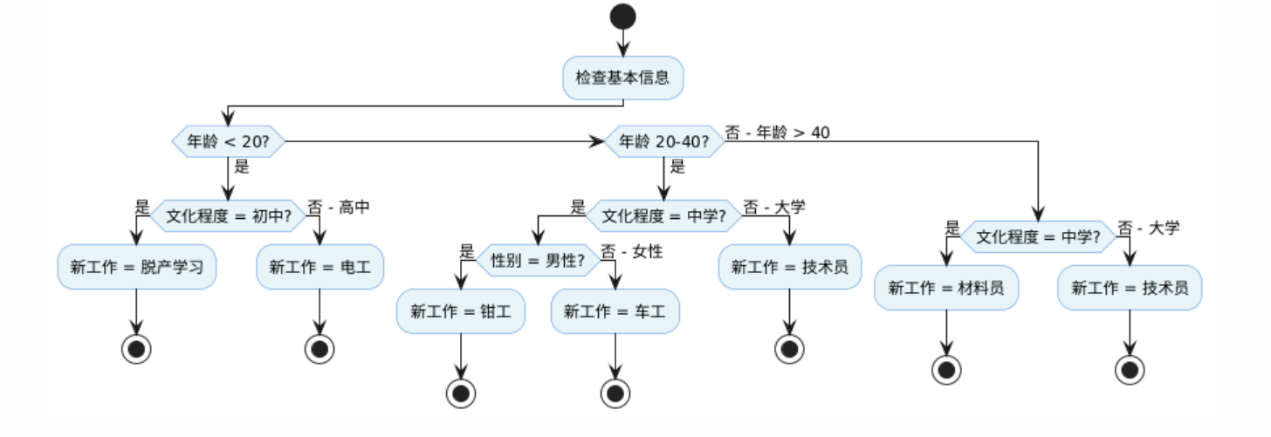 检查基本信息
年龄 < 20?
年龄 20-40?
否 - 年龄 > 40
是
是
是
文化程度 = 初中?
否 - 高中
是
文化程度 = 中学?
否 - 大学
是
文化程度 = 中学?
否 - 大学
新工作 = 脱产学习
新工作 = 电工
是
性别 = 男性?
否 - 女性
新工作 = 技术员
新工作 = 材料员
新工作 = 技术员
新工作 = 钳工
新工作 = 车工